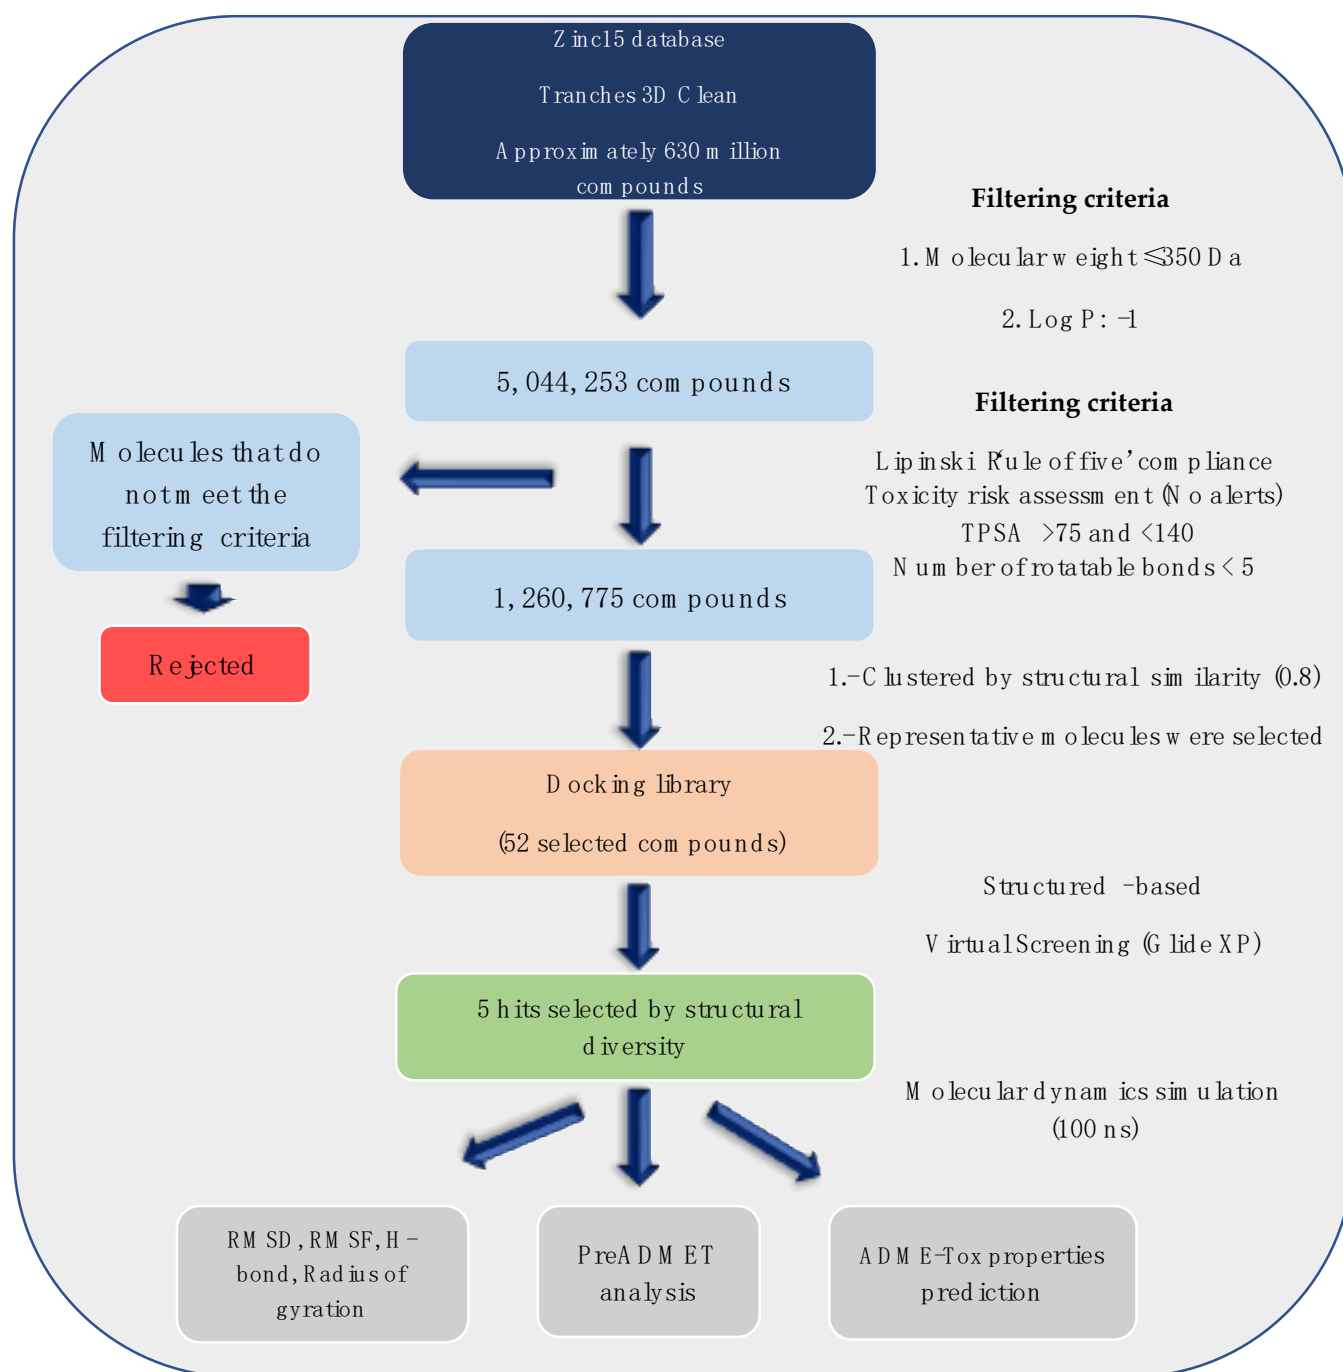 Zinc15 database
Tranches 3D Clean
Approximately 630 million
compounds
Filtering criteria
1. Molecular weight ≤350 Da
2. Log P: -1
5,044,253 compounds
Filtering criteria
Molecules that do
not meet the
filtering criteria
Lipinski ‘Rule of five’ compliance
Toxicity risk assessment (No alerts)
TPSA >75 and <140
Number of rotatable bonds < 5
1,260,775 compounds
Rejected
1.-Clustered by structural similarity (0.8)
2.-Representative molecules were selected
Docking library
(52 selected compounds)
Structured -based
Virtual Screening (Glide XP)
5 hits selected by structural
diversity
Molecular dynamics simulation
(100 ns)
RMSD, RMSF, H-
bond, Radius of
gyration
PreADMET
analysis
ADME-Tox properties
prediction